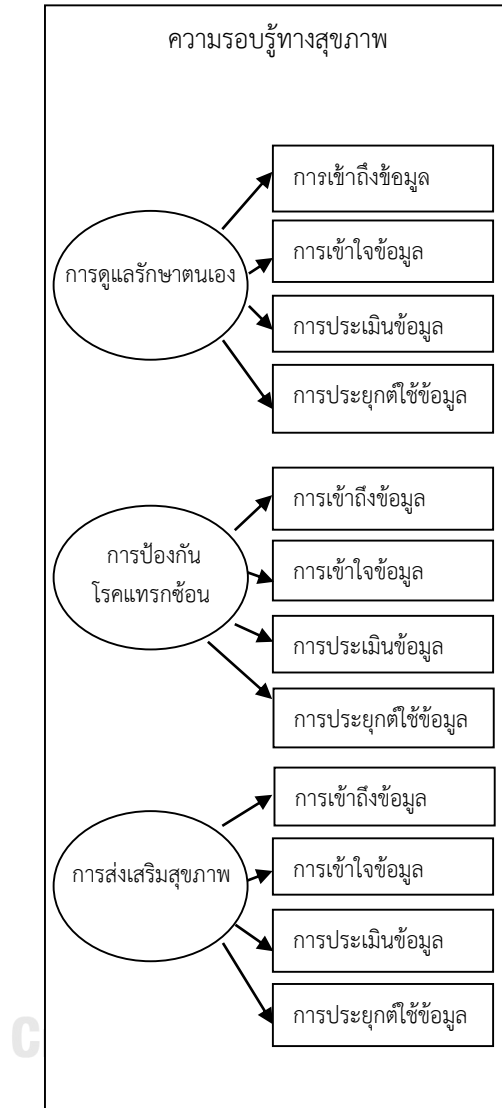 ความรอบรู้ทางสุขภาพ
การดูแลรักษาตนเอง
การเข้าถึงข้อมูล
การเข้าใจข้อมูล
การประเมินข้อมูล
การประยุกต์ใช้ข้อมูล
การป้องกัน
โรคแทรกซ้อน
การเข้าถึงข้อมูล
การเข้าใจข้อมูล
การประเมินข้อมูล
การประยุกต์ใช้ข้อมูล
การส่งเสริมสุขภาพ
การเข้าถึงข้อมูล
การเข้าใจข้อมูล
การประเมินข้อมูล
การประยุกต์ใช้ข้อมูล
C